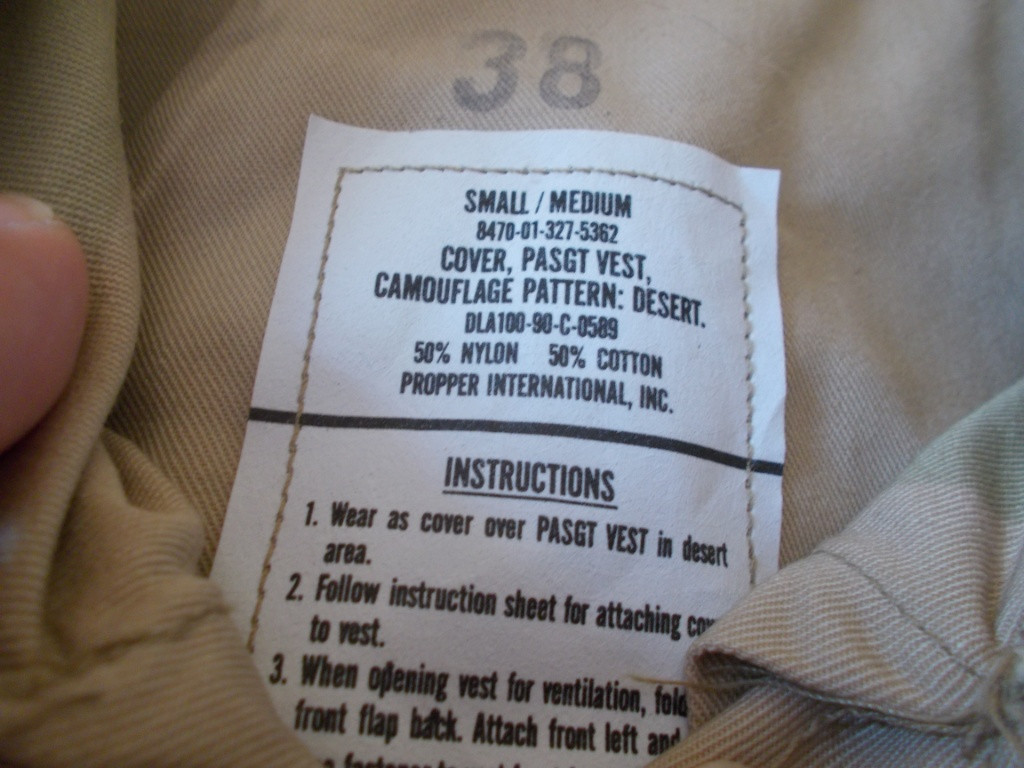 38
SMALL / MEDIUM
8470-01-327-5362
COVER, PASGT VEST,
CAMOUFLAGE PATTERN: DESERT.
DLA100-90-C-0589
50% NYLON 50% COTTON
PROPPER INTERNATIONAL, INC.
INSTRUCTIONS
1. Wear as cover over PASGT VEST in desert
area.
2. Follow instruction sheet for attaching
to vest.
3. When opening vest for ventilation, fold
front flap back. Attach front left and